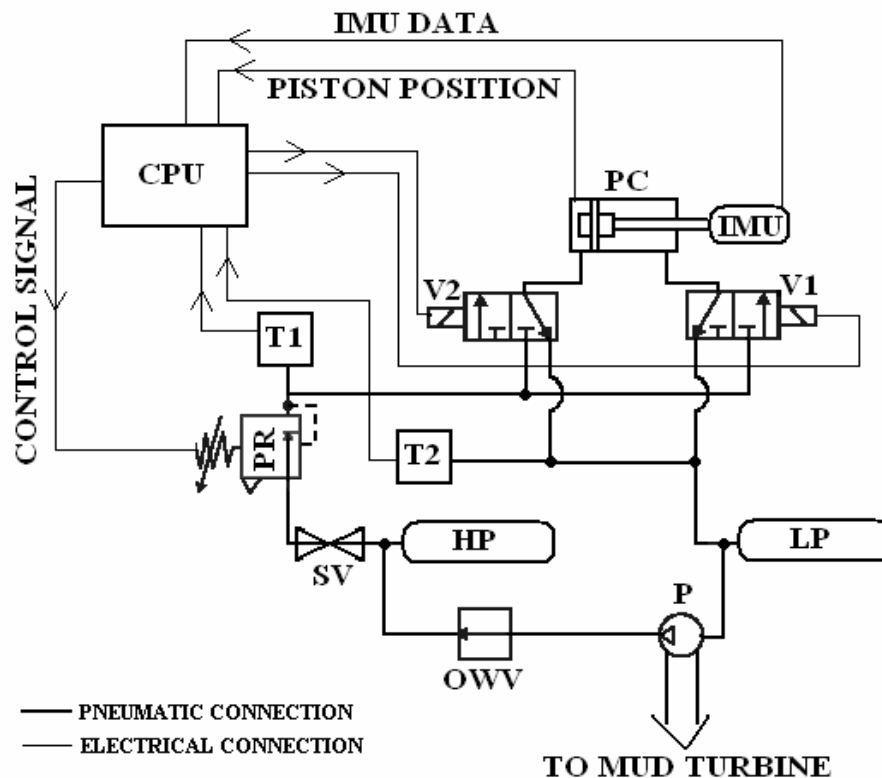 IMU DATA
PISTON POSITION
CPU
PC
IMU
CONTROL SIGNAL
V2
V1
T1
PR
T2
HP
LP
SV
P
OWV
PNEUMATIC CONNECTION
ELECTRICAL CONNECTION
TO MUD TURBINE